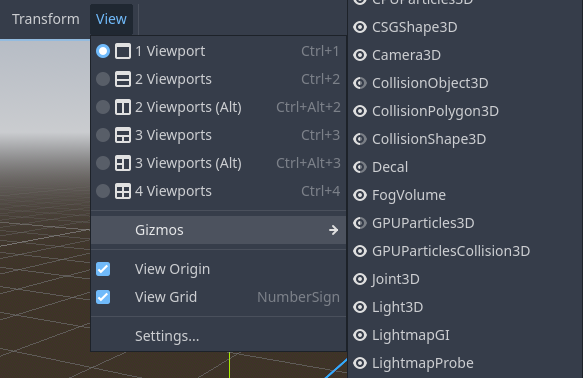 Transform View
1 Viewport Ctrl+1
2 Viewports Ctrl+2
2 Viewports (Alt) Ctrl+Alt+2
3 Viewports Ctrl+3
3 Viewports (Alt) Ctrl+Alt+3
4 Viewports Ctrl+4
Gizmos
View Origin
View Grid NumberSign
Settings...
CPUParticles3D
CSGShape3D
Camera3D
CollisionObject3D
CollisionPolygon3D
CollisionShape3D
Decal
FogVolume
GPUParticles3D
GPUParticlesCollision3D
Joint3D
Light3D
LightmapGI
LightmapProbe